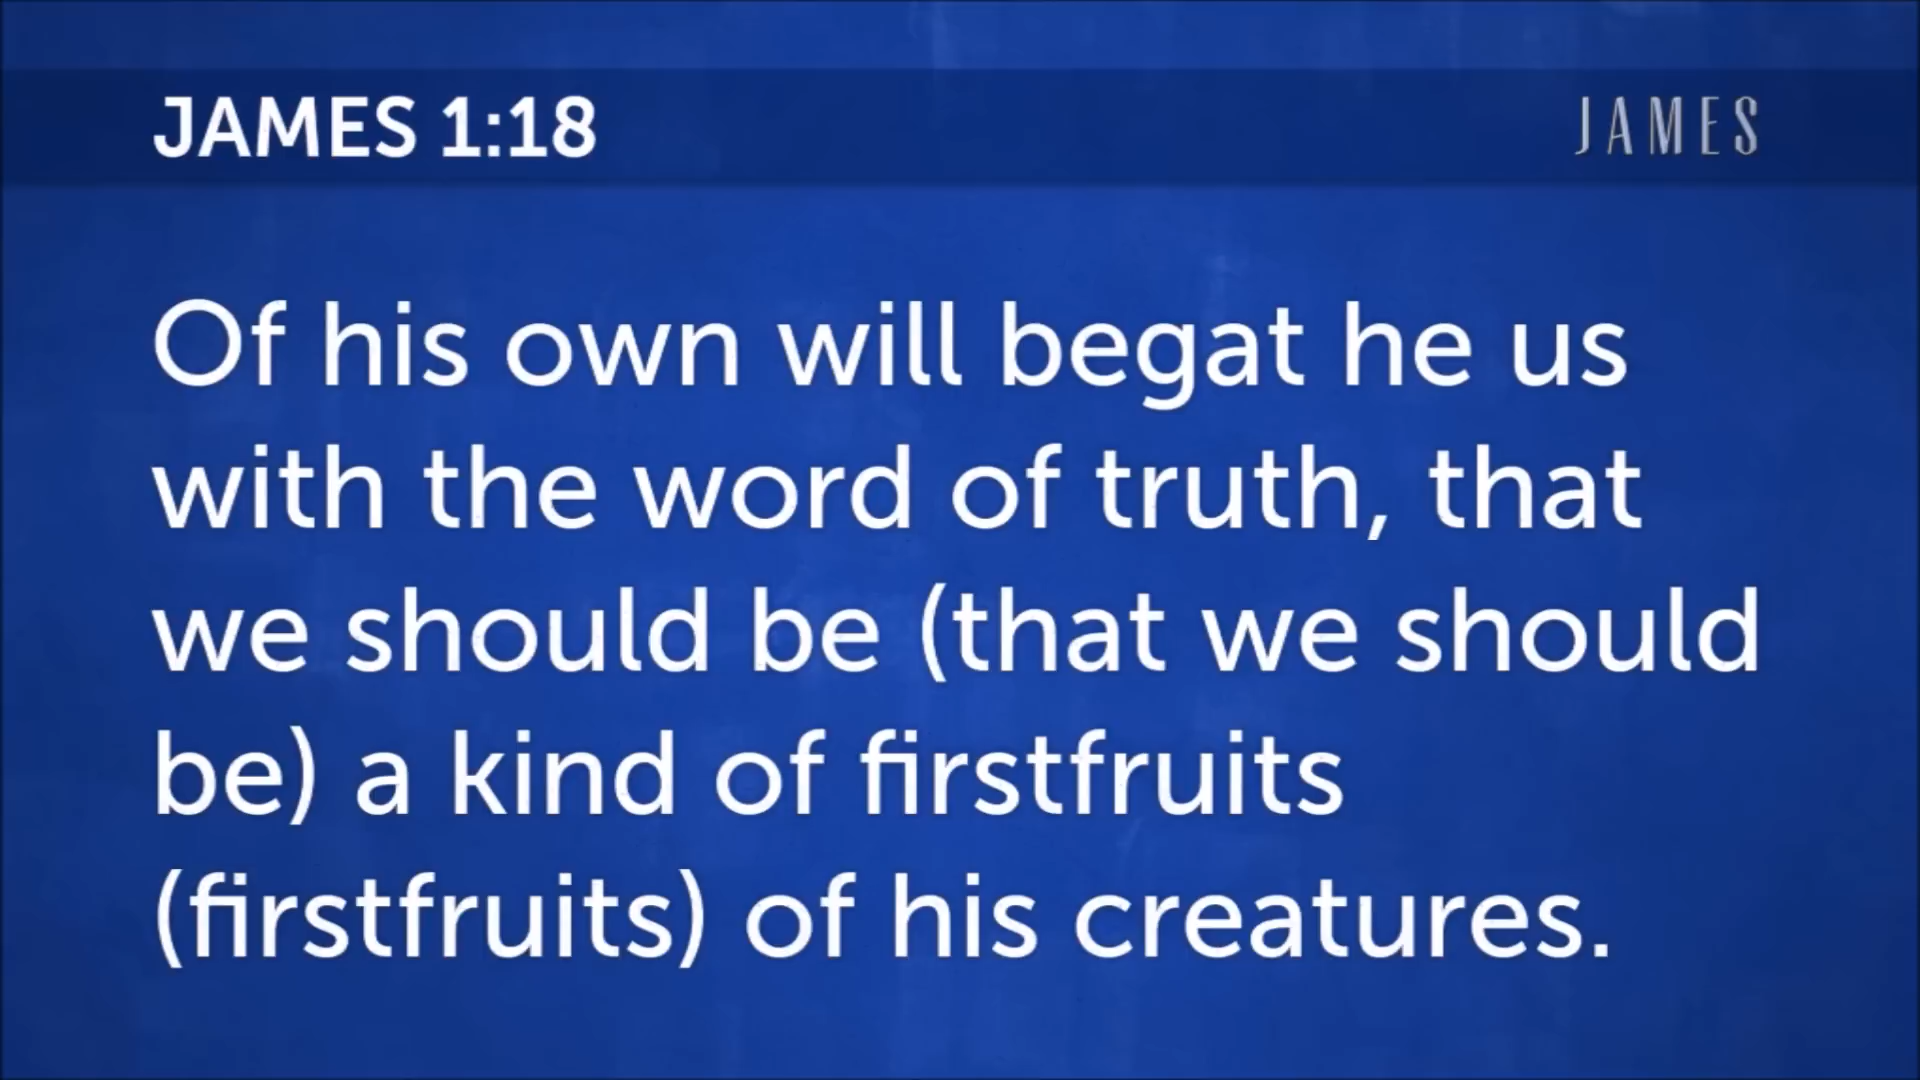 JAMES 1:18
JAMES
Of his own will begat he us
with the word of truth, that
we should be (that we should
be) a kind of firstfruits
(firstfruits) of his creatures.